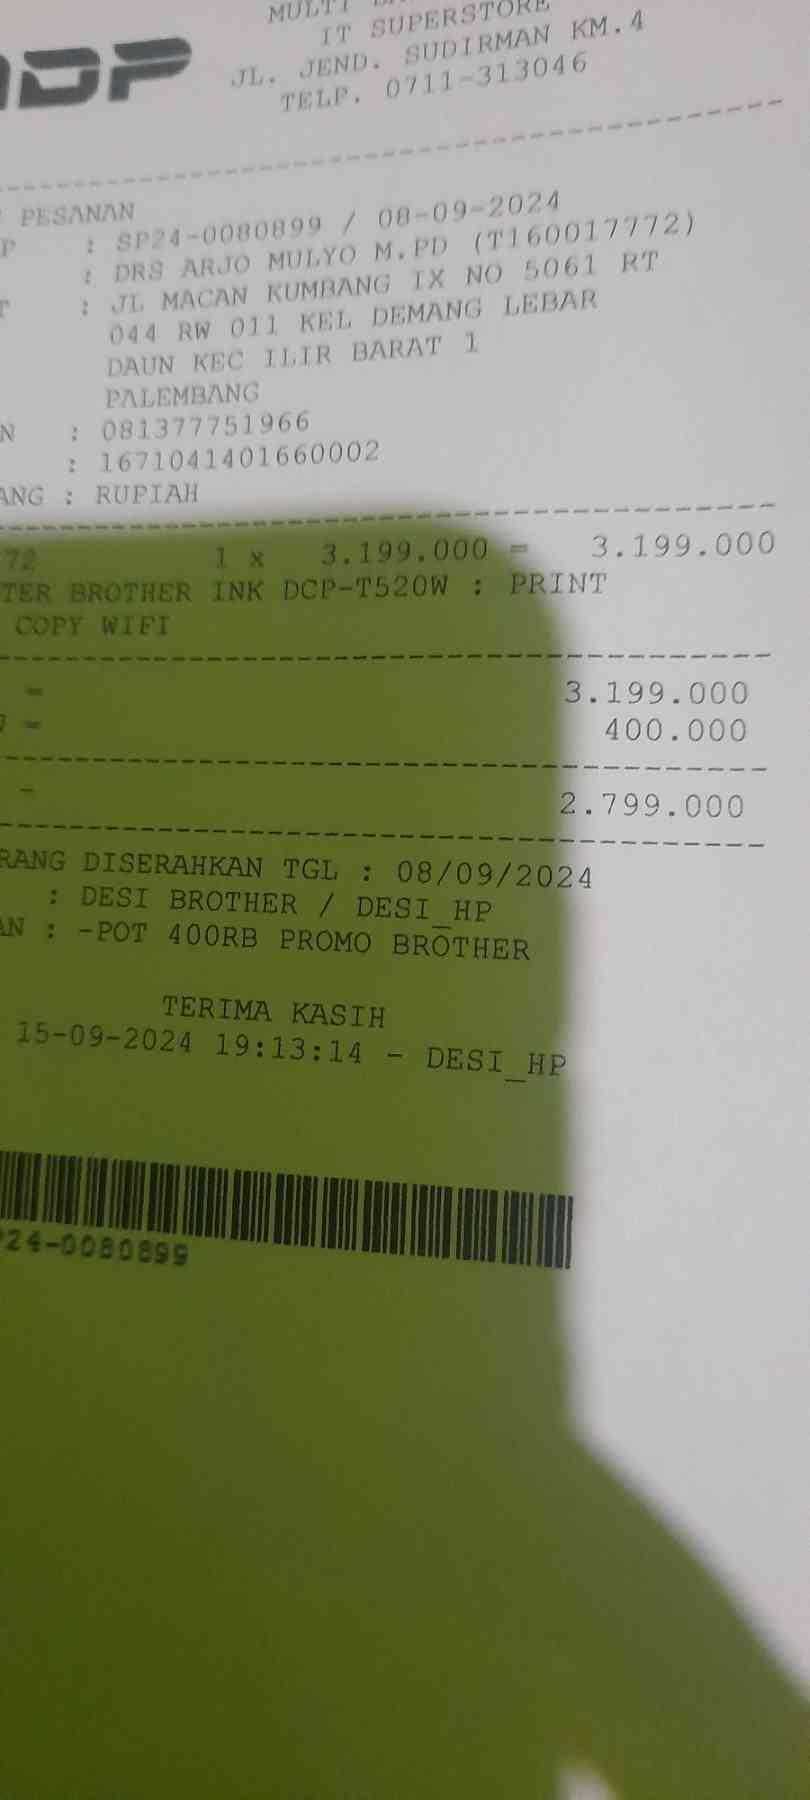 MULTI
IT SUPERSTORE
JL. JEND. SUDIRMAN KM.4
TELP. 0711-313046
DP
PESANAN
P : SP24-0080899 / 08-09-2024
: DRS ARJO MULYO M.PD (T160017772)
T : JL MACAN KUMBANG IX NO 5061 RT
044 RW 011 KEL DEMANG LEBAR
DAUN KEC ILIR BARAT 1
PALEMBANG
N : 081377751966
: 1671041401660002
ANG : RUPIAH
72 1 x 3.199.000 = 3.199.000
TER BROTHER INK DCP-T520W : PRINT
COPY WIFI
= 3.199.000
= 400.000
- 2.799.000
RANG DISERAHKAN TGL : 08/09/2024
: DESI BROTHER / DESI_HP
AN : -POT 400RB PROMO BROTHER
TERIMA KASIH
15-09-2024 19:13:14 - DESI_HP
P24-0080899